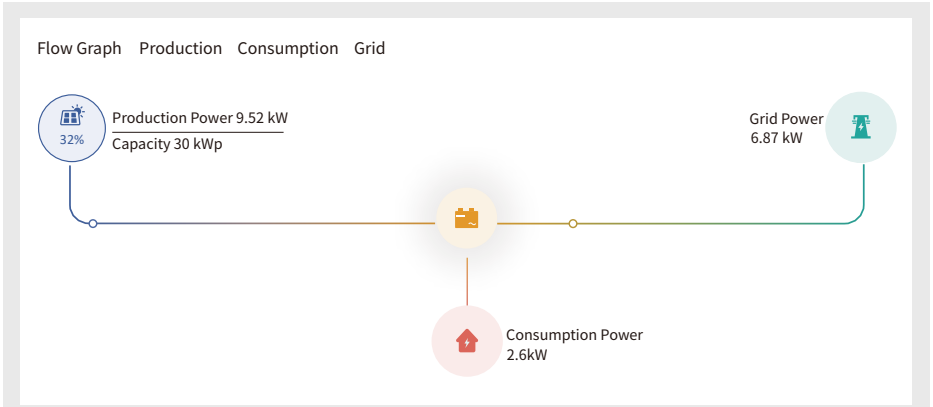 Flow Graph Production Consumption Grid
Production Power 9.52 kW
32%
Capacity 30 kWp
Grid Power
6.87 kW
Consumption Power
2.6kW